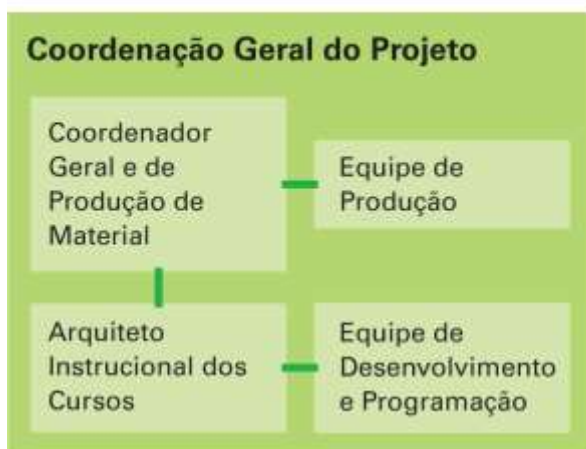 Coordenação Geral do Projeto
Coordenador
Geral e de
Produção de
Material
Equipe de
Produção
Arquiteto
Instrucional dos
Cursos
Equipe de
Desenvolvimento
e Programação